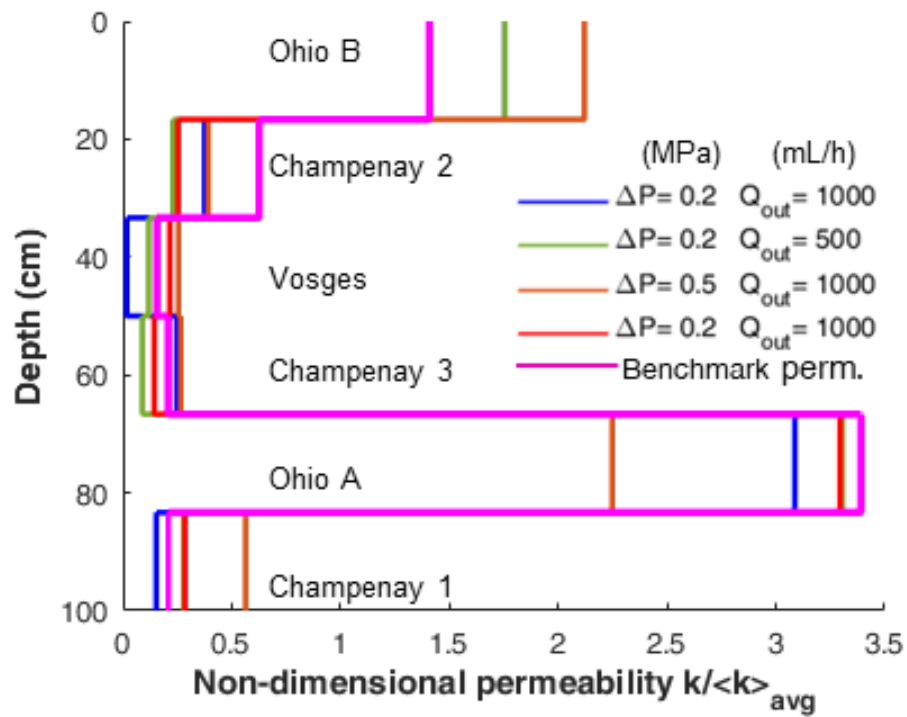 0
Ohio B
(MPa) (mL/h)
20
Champenay 2
ΔP= 0.2 Qout= 1000
ΔP= 0.2 Qout= 500
40
Vosges
ΔP= 0.5 Qout= 1000
ΔP= 0.2 Qout= 1000
Champenay 3
Benchmark perm.
60
Ohio A
80
Champenay 1
100
Depth (cm)
0 0.5 1 1.5 2 2.5 3 3.5
Non-dimensional permeability k/<k>avg